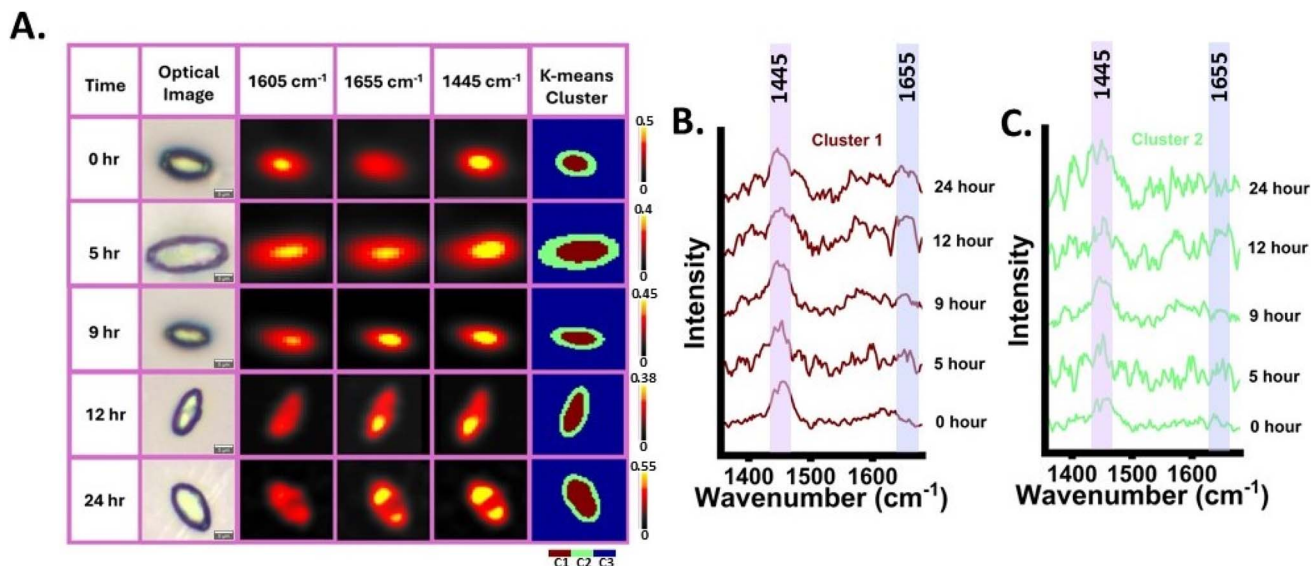 A.
Time
Optical
Image
1605 cm⁻¹
1655 cm⁻¹
1445 cm⁻¹
K-means
Cluster
0 hr
0.5
0
5 hr
0.4
0
9 hr
0.45
0
12 hr
0.38
0
24 hr
0.55
0
C1 C2 C3
B.
1445
1655
Cluster 1
24 hour
12 hour
9 hour
5 hour
0 hour
Intensity
1400 1500 1600
Wavenumber (cm⁻¹)
C.
1445
1655
Cluster 2
24 hour
12 hour
9 hour
5 hour
0 hour
Intensity
1400 1500 1600
Wavenumber (cm⁻¹)